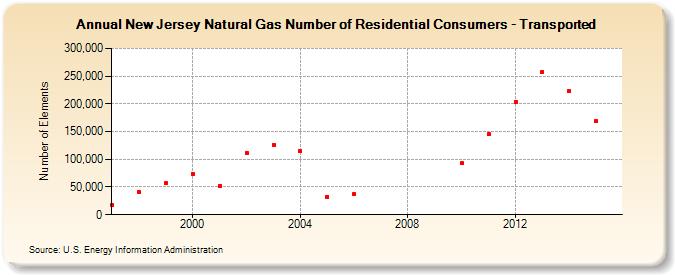 Annual New Jersey Natural Gas Number of Residential Consumers - Transported
Number of Elements
300,000
250,000
200,000
150,000
100,000
50,000
0
2000 2004 2008 2012
Source: U.S. Energy Information Administration